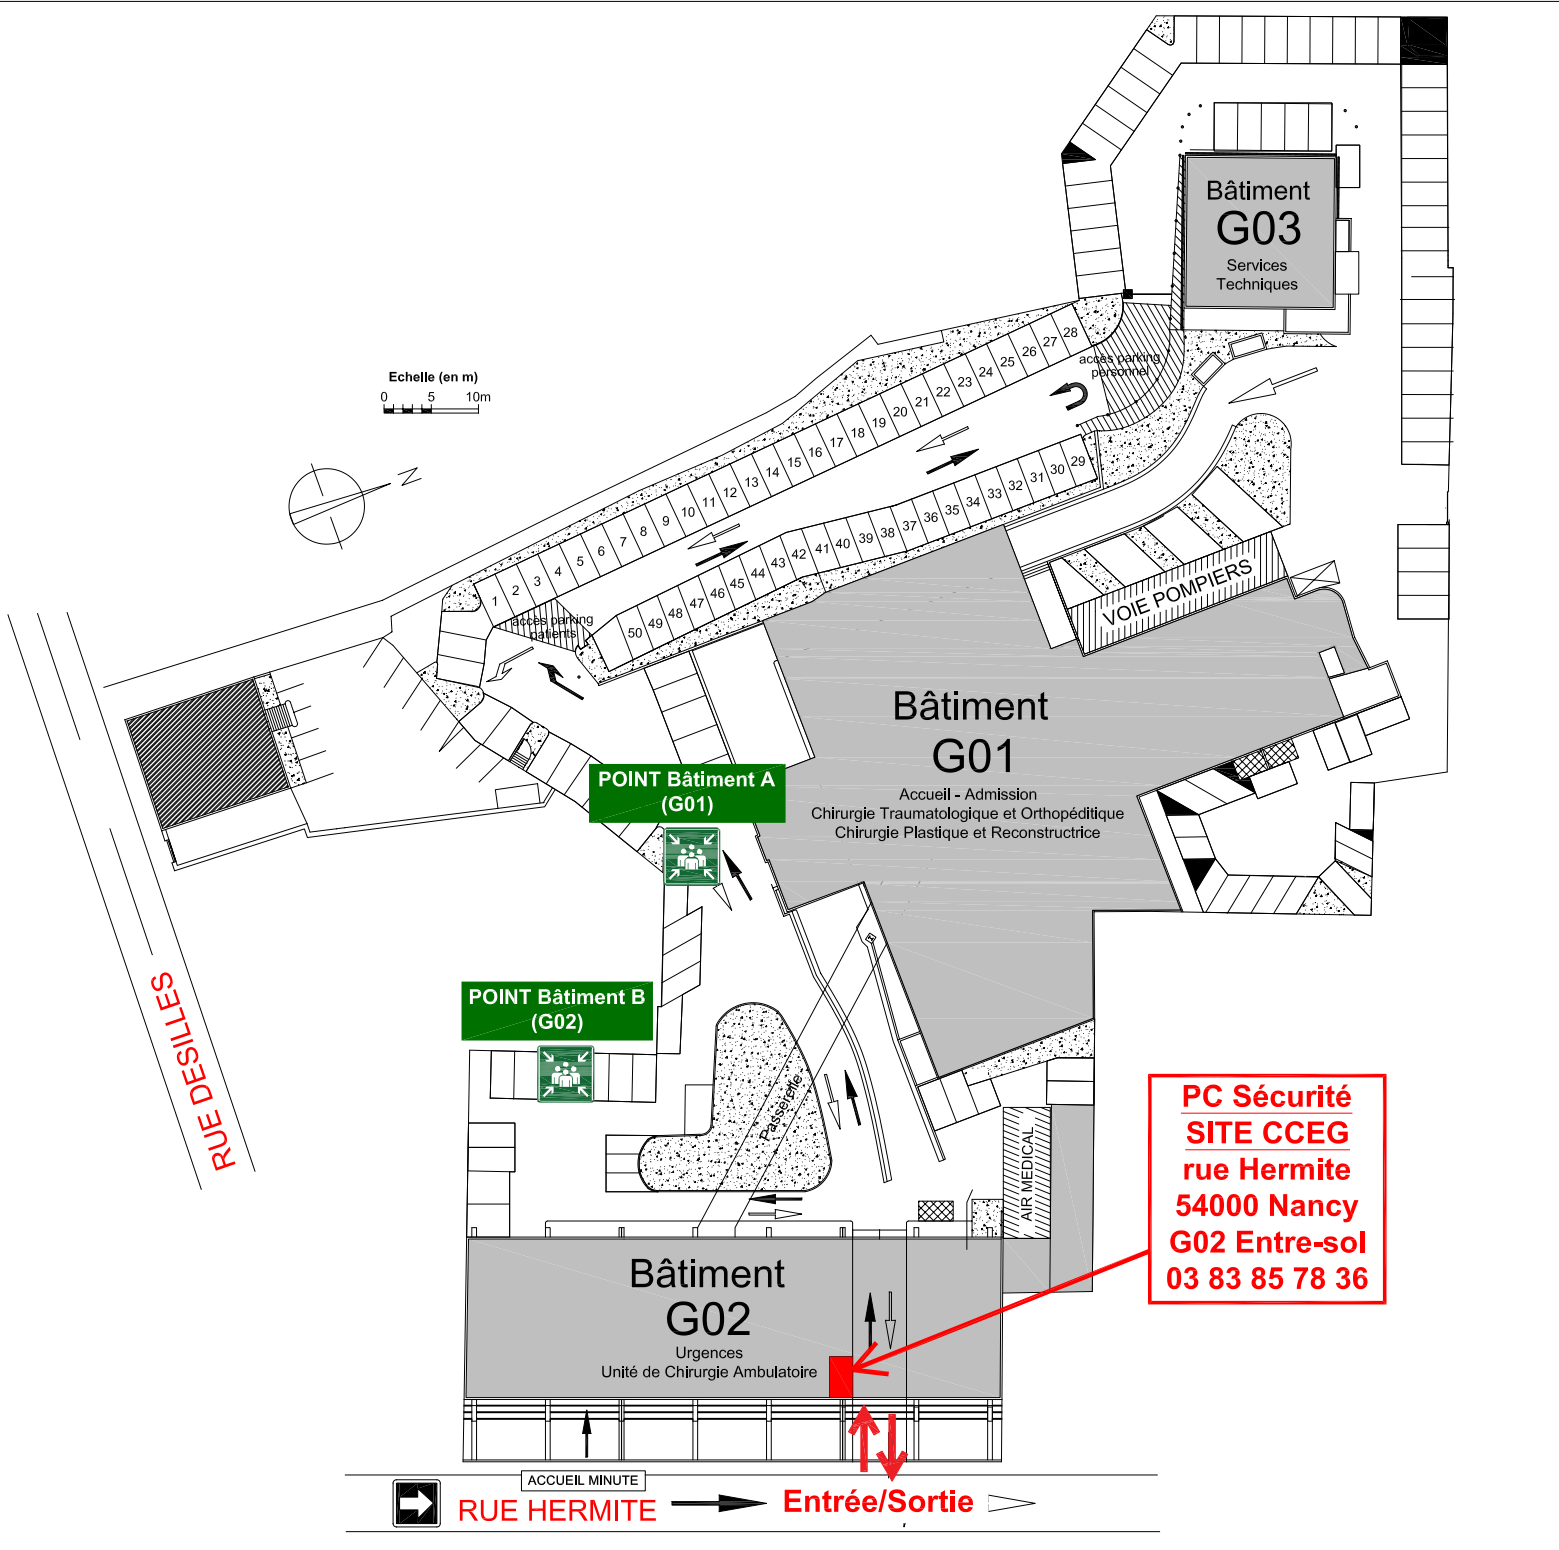 Bâtiment
G03
Services
Techniques
Echelle (en m)
0 5 10m
N
accès parking
personnel
1 2 3 4 5 6 7 8 9 10 11 12 13 14 15 16 17 18 19 20 21 22 23 24 25 26 27 28
50 49 48 47 46 45 44 43 42 41 40 39 38 37 36 35 34 33 32 31 30 29
accès parking
patients
VOIE POMPIERS
Bâtiment
G01
Accueil - Admission
Chirurgie Traumatologique et Orthopéditique
Chirurgie Plastique et Reconstructrice
POINT Bâtiment A
(G01)
POINT Bâtiment B
(G02)
RUE DESILLES
Passerelle
AIR MEDICAL
PC Sécurité
SITE CCEG
rue Hermite
54000 Nancy
G02 Entre-sol
03 83 85 78 36
Bâtiment
G02
Urgences
Unité de Chirurgie Ambulatoire
ACCUEIL MINUTE
RUE HERMITE
Entrée/Sortie